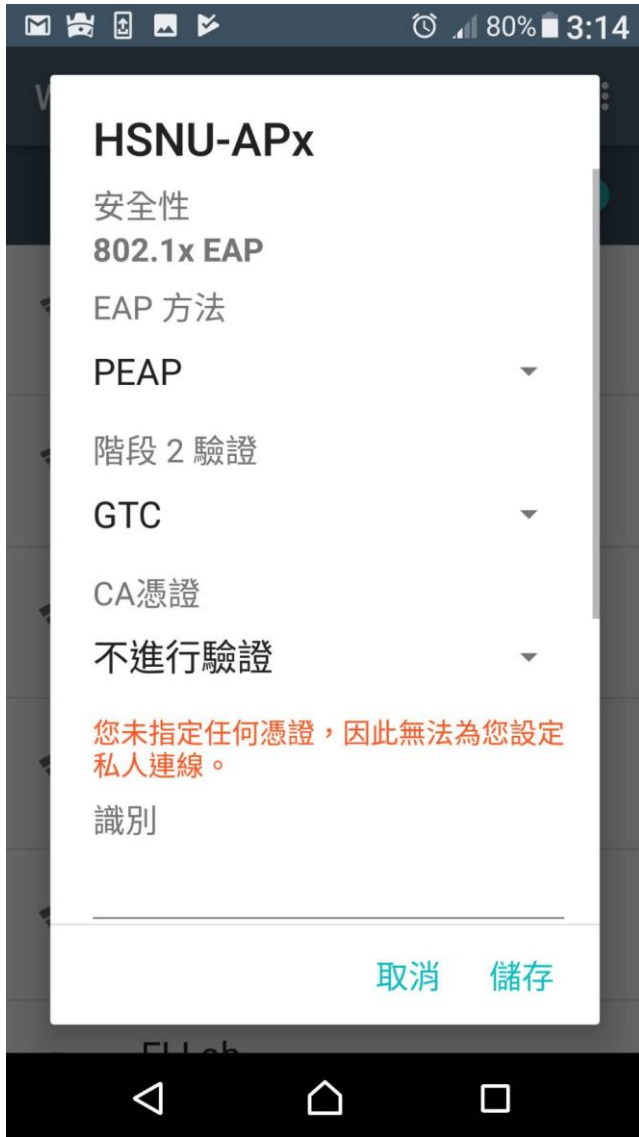 80% 3:14
W
HSNU-APx
安全性
802.1x EAP
EAP 方法
PEAP
階段 2 驗證
GTC
CA憑證
不進行驗證
您未指定任何憑證，因此無法為您設定
私人連線。
識別
取消 儲存